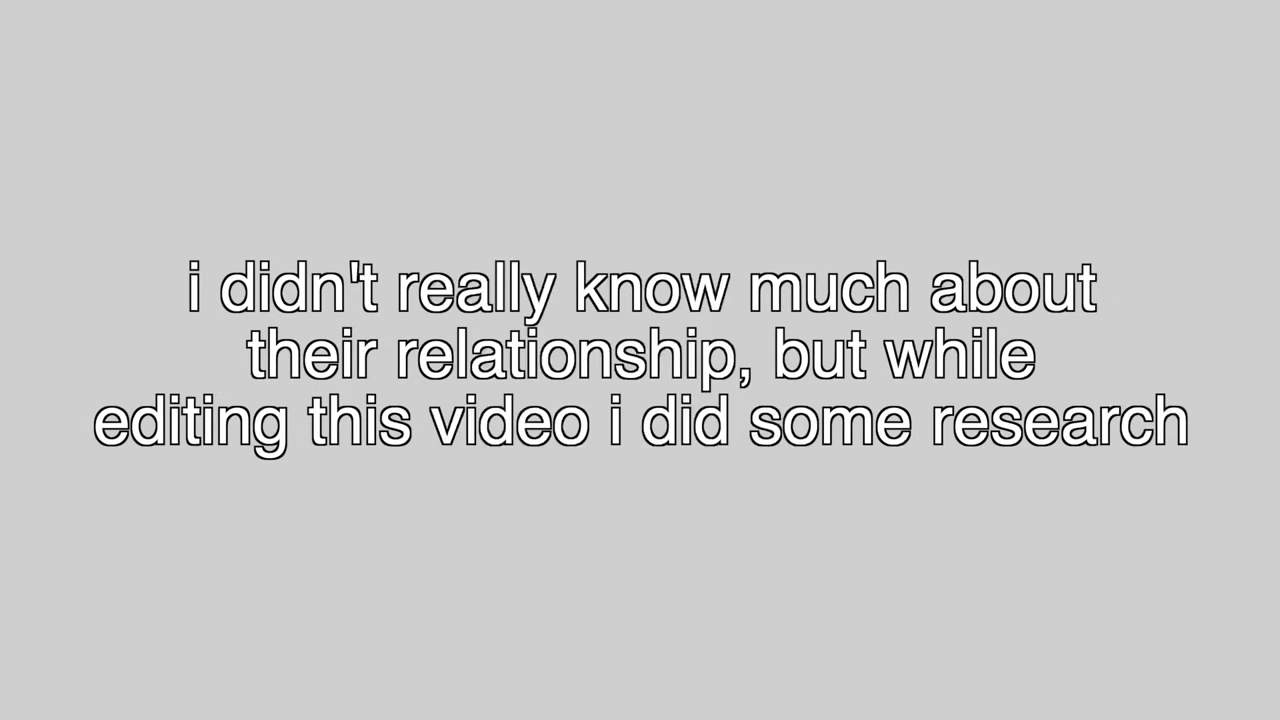 i didn't really know much about
their relationship, but while
editing this video i did some research